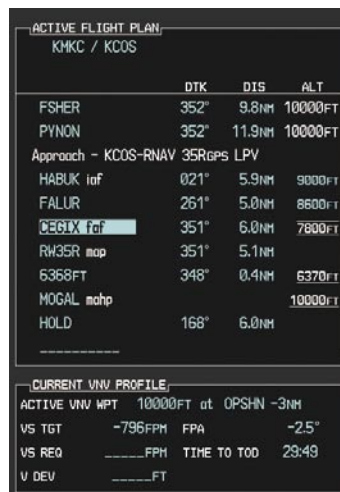 ACTIVE FLIGHT PLAN
KMKC / KCOS
DTK DIS ALT
FSHER 352° 9.8NM 10000FT
PYNON 352° 11.9NM 10000FT
Approach - KCOS-RNAV 35RGPS LPV
HABUK iaf 021° 5.9NM 9000FT
FALUR 261° 5.0NM 8600FT
CEGIX faf 351° 6.0NM 7800FT
RW35R map 351° 5.1NM
6368FT 348° 0.4NM 6370FT
MOGAL mahp 10000FT
HOLD 168° 6.0NM
__________
CURRENT VNV PROFILE
ACTIVE VNV WPT 10000FT at OPSHN -3NM
VS TGT -796FPM FPA -2.5°
VS REQ _____FPM TIME TO TOD 29:49
V DEV _____FT